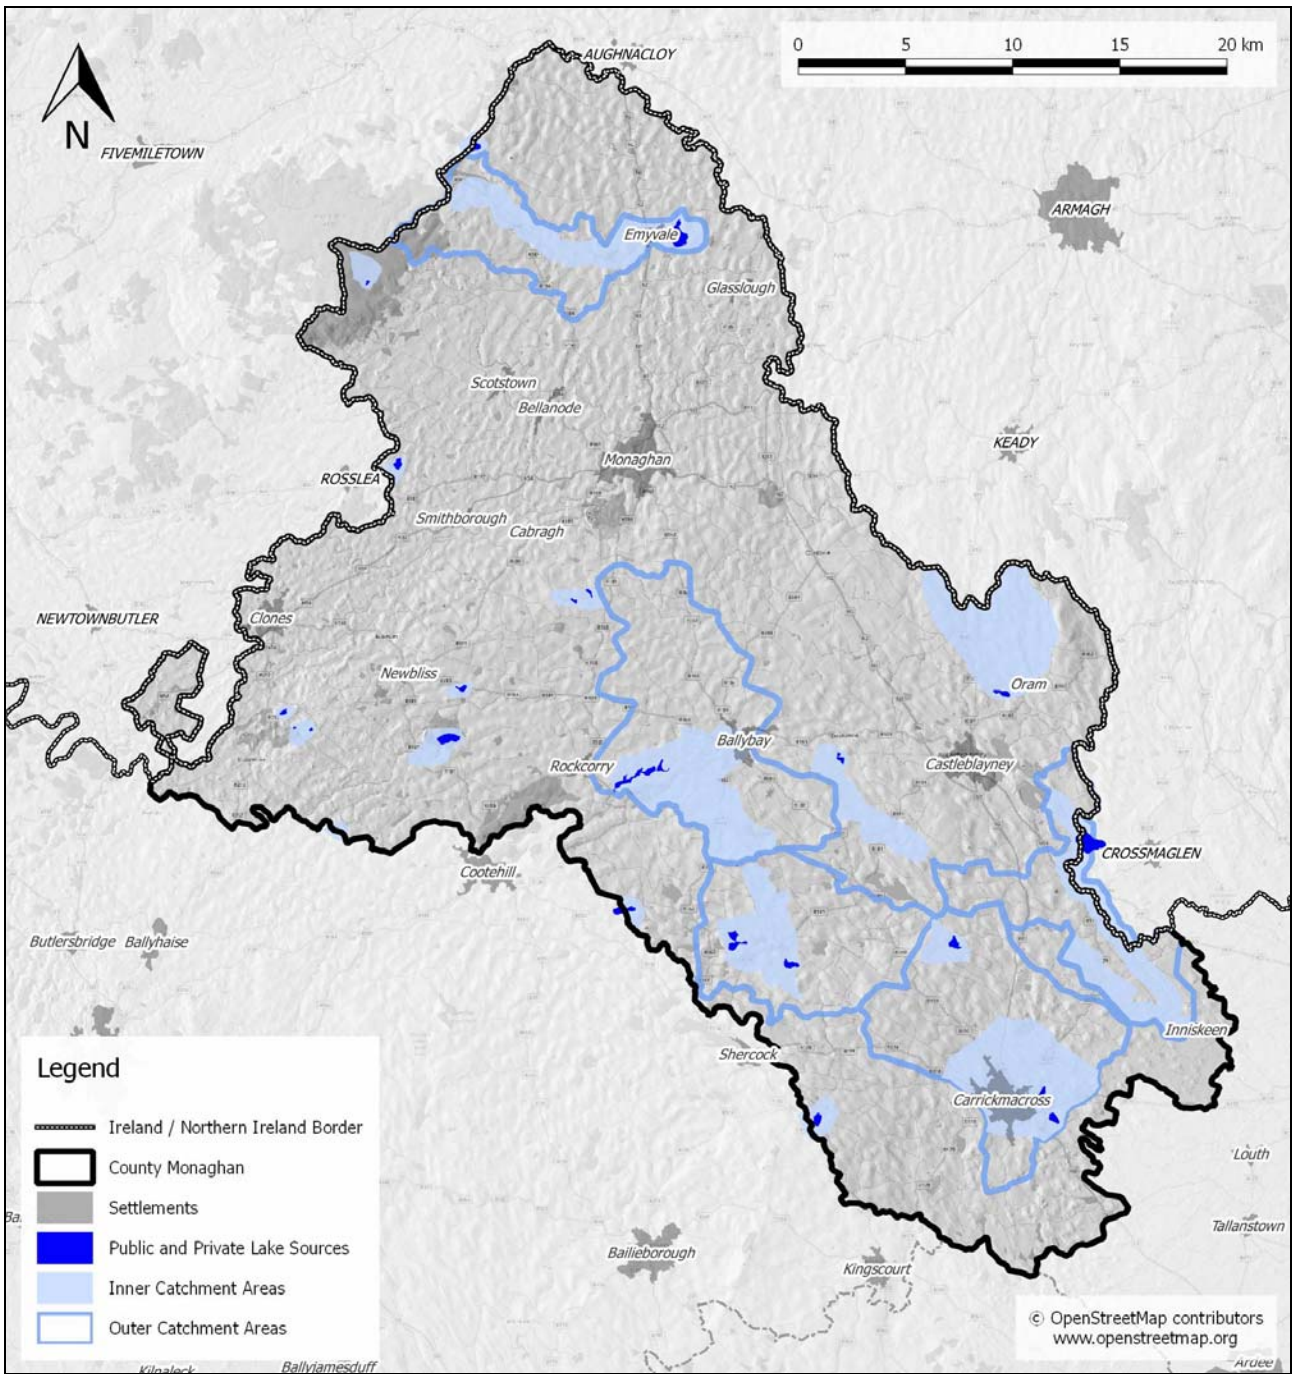 0 5 10 15 20 km
AUGHNACLOY
N
FIVEMILETOWN
ARMAGH
Emyvale
Glasslough
Scotstown
Bellanode
KEADY
Monaghan
ROSSLEA
Smithborough
Cabragh
NEWTOWNBUTLER
Clones
Newbliss
Oram
Ballybay
Rockcorry
Castleblayney
CROSSMAGLEN
Cootehill
Butlersbridge
Ballyhaise
Inniskeen
Shercock
Carrickmacross
Legend
Ireland / Northern Ireland Border
County Monaghan
Settlements
Public and Private Lake Sources
Inner Catchment Areas
Outer Catchment Areas
Louth
Tallanstown
Bailieborough
Kingscourt
© OpenStreetMap contributors
www.openstreetmap.org
Kilnaleck
Ballyjamesduff
Ardee